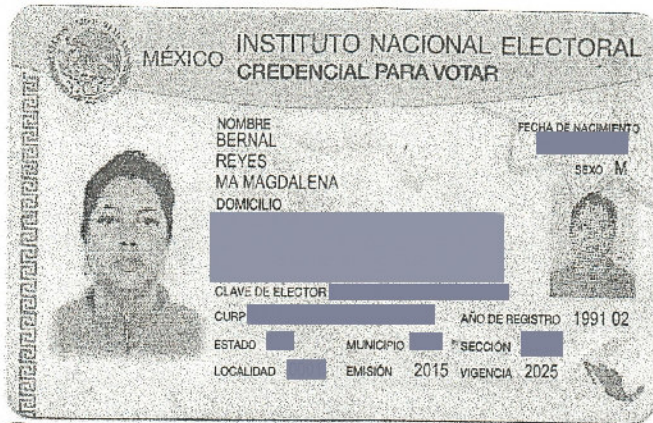 MÉXICO INSTITUTO NACIONAL ELECTORAL
CREDENCIAL PARA VOTAR
NOMBRE
BERNAL
REYES
MA MAGDALENA
FECHA DE NACIMIENTO
SEXO M
DOMICILIO
CLAVE DE ELECTOR
CURP
AÑO DE REGISTRO 1991 02
ESTADO MUNICIPIO SECCIÓN
LOCALIDAD EMISIÓN 2015 VIGENCIA 2025